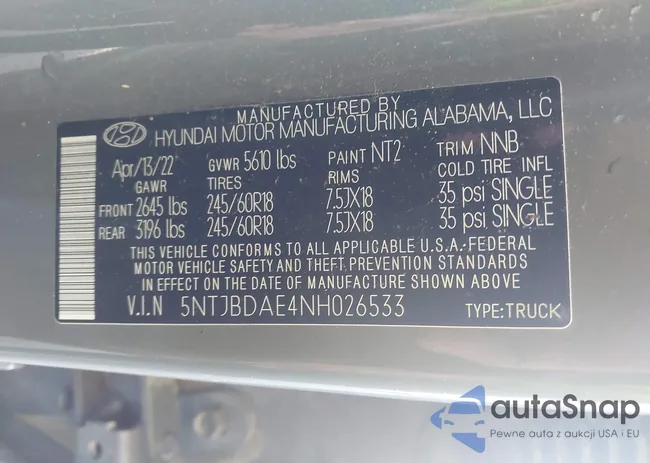 MANUFACTURED BY
HYUNDAI MOTOR MANUFACTURING ALABAMA, LLC
Apr/13/22 GVWR 5610 lbs PAINT NT2 TRIM NNB
GAWR TIRES RIMS COLD TIRE INFL
FRONT 2645 lbs 245/60R18 7.5JX18 35 psi SINGLE
REAR 3196 lbs 245/60R18 7.5JX18 35 psi SINGLE
THIS VEHICLE CONFORMS TO ALL APPLICABLE U.S.A.-FEDERAL
MOTOR VEHICLE SAFETY AND THEFT PREVENTION STANDARDS
IN EFFECT ON THE DATE OF MANUFACTURE SHOWN ABOVE
V.I.N 5NTJBDAE4NH026533 TYPE:TRUCK
autaSnap
Pewne auta z aukcji USA i EU